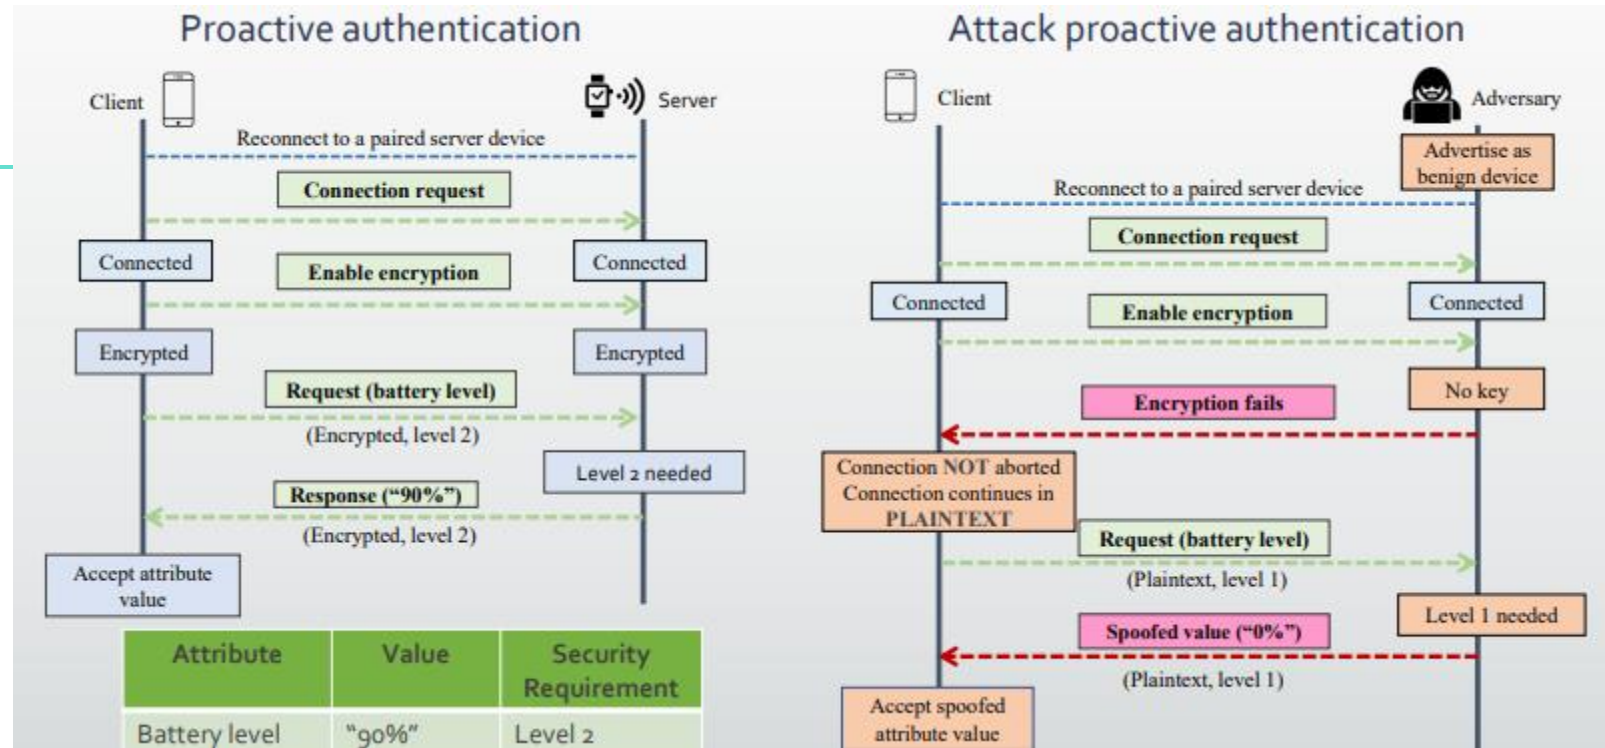 Proactive authentication
Client
Server
Reconnect to a paired server device
Connection request
Connected
Connected
Enable encryption
Encrypted
Encrypted
Request (battery level)
(Encrypted, level 2)
Level 2 needed
Response (“90%”)
(Encrypted, level 2)
Accept attribute
value
Attribute Value Security
Requirement
Battery level “90%” Level 2
Attack proactive authentication
Client
Adversary
Advertise as
benign device
Reconnect to a paired server device
Connection request
Connected
Connected
Enable encryption
No key
Encryption fails
Connection NOT aborted
Connection continues in
PLAINTEXT
Request (battery level)
(Plaintext, level 1)
Level 1 needed
Spoofed value (“0%”)
(Plaintext, level 1)
Accept spoofed
attribute value